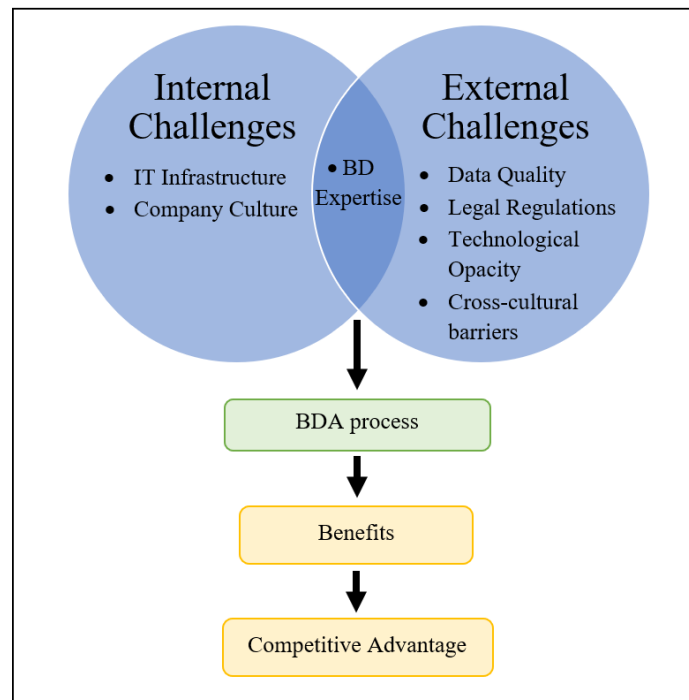 Internal
Challenges
• IT Infrastructure
• Company Culture
• BD
Expertise
External
Challenges
• Data Quality
• Legal Regulations
• Technological
Opacity
• Cross-cultural
barriers
BDA process
Benefits
Competitive Advantage